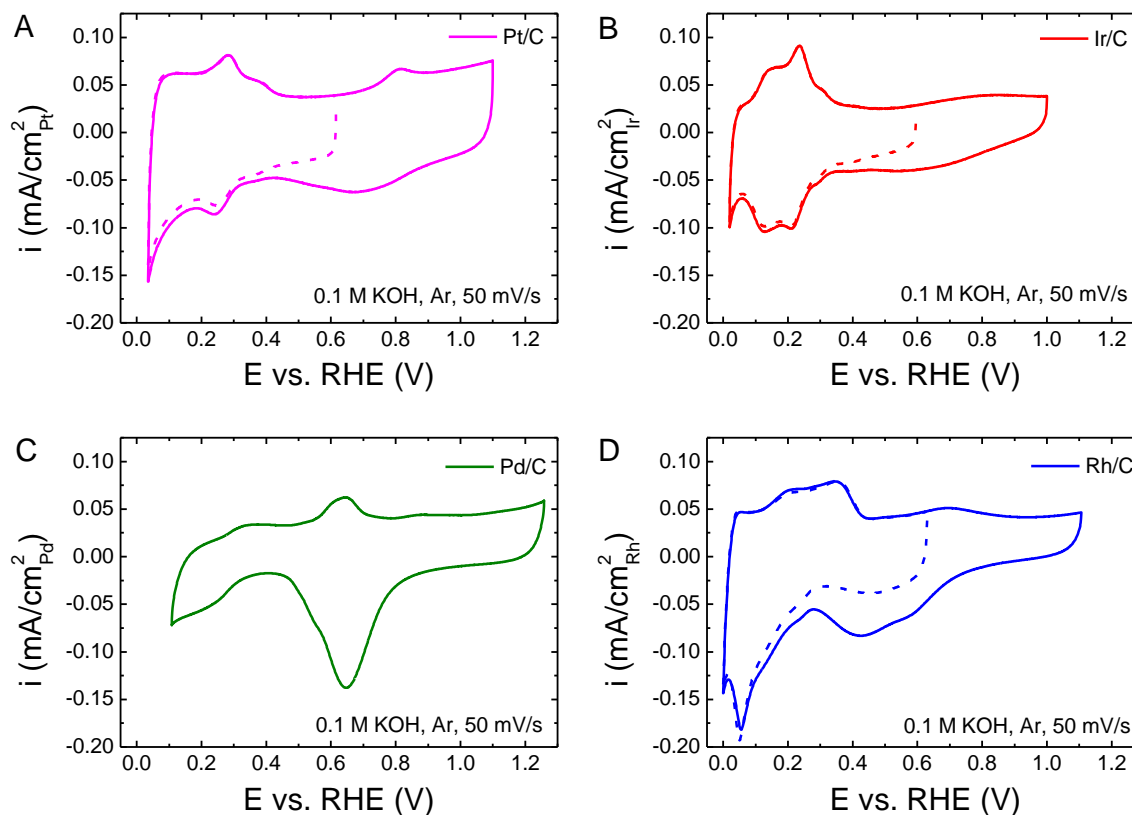 A
Pt/C
0.10
0.05
0.00
-0.05
-0.10
-0.15
-0.20
i (mA/cm²Pt)
0.1 M KOH, Ar, 50 mV/s
0.0 0.2 0.4 0.6 0.8 1.0 1.2
E vs. RHE (V)
B
Ir/C
0.10
0.05
0.00
-0.05
-0.10
-0.15
-0.20
i (mA/cm²Ir)
0.1 M KOH, Ar, 50 mV/s
0.0 0.2 0.4 0.6 0.8 1.0 1.2
E vs. RHE (V)
C
Pd/C
0.10
0.05
0.00
-0.05
-0.10
-0.15
-0.20
i (mA/cm²Pd)
0.1 M KOH, Ar, 50 mV/s
0.0 0.2 0.4 0.6 0.8 1.0 1.2
E vs. RHE (V)
D
Rh/C
0.10
0.05
0.00
-0.05
-0.10
-0.15
-0.20
i (mA/cm²Rh)
0.1 M KOH, Ar, 50 mV/s
0.0 0.2 0.4 0.6 0.8 1.0 1.2
E vs. RHE (V)